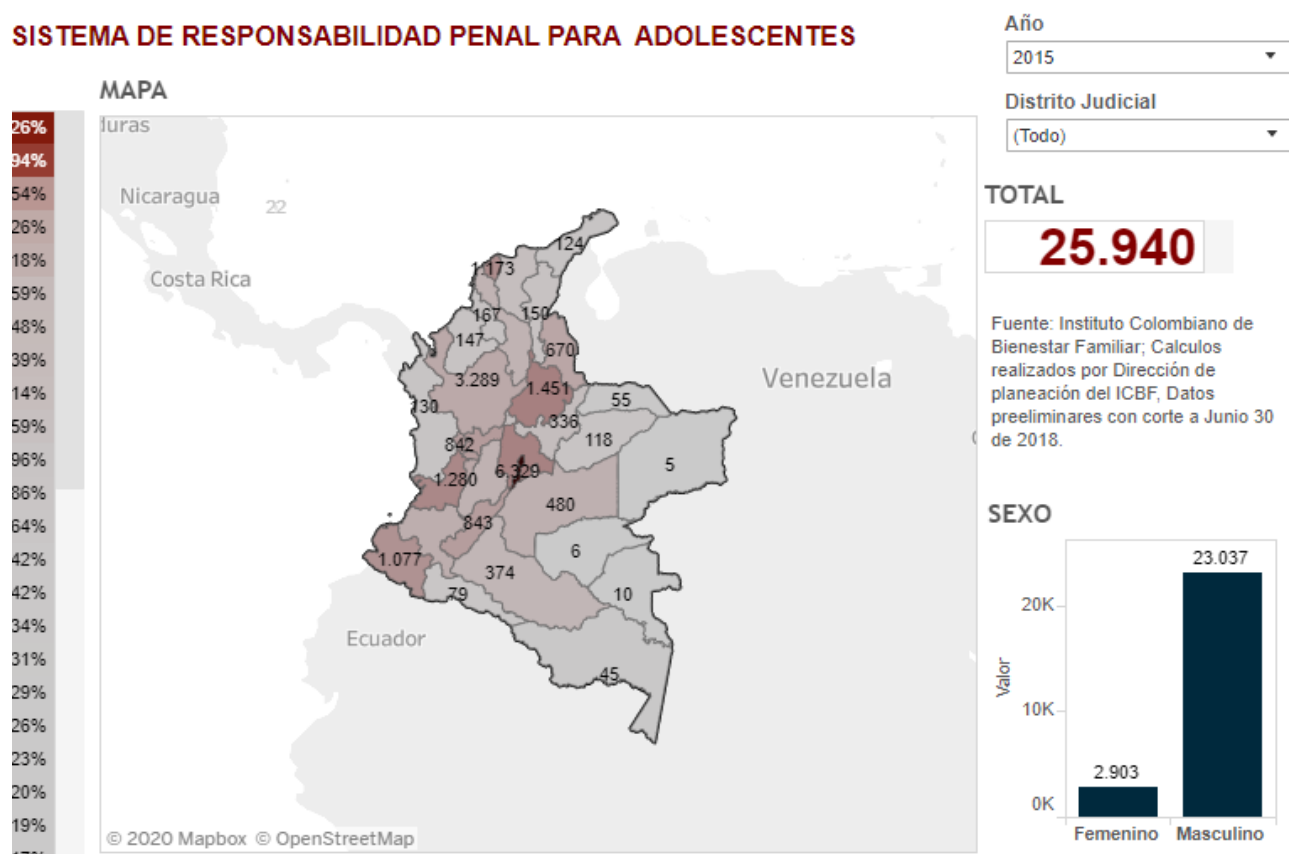 SISTEMA DE RESPONSABILIDAD PENAL PARA ADOLESCENTES
Año
2015
Distrito Judicial
(Todo)
TOTAL
25.940
Fuente: Instituto Colombiano de
Bienestar Familiar; Calculos
realizados por Dirección de
planeación del ICBF, Datos
preeliminares con corte a Junio 30
de 2018.
SEXO
23.037
20K
Valor
10K
2.903
0K
Femenino Masculino
MAPA
duras
Nicaragua
22
Costa Rica
Venezuela
Ecuador
124
1.173
167
150
147
670
3.289
1.451
55
130
336
118
842
6.329
5
1.280
480
843
6
1.077
374
10
79
45
© 2020 Mapbox © OpenStreetMap
26%
94%
54%
26%
18%
59%
48%
39%
14%
59%
96%
86%
64%
42%
42%
34%
31%
29%
26%
23%
20%
19%